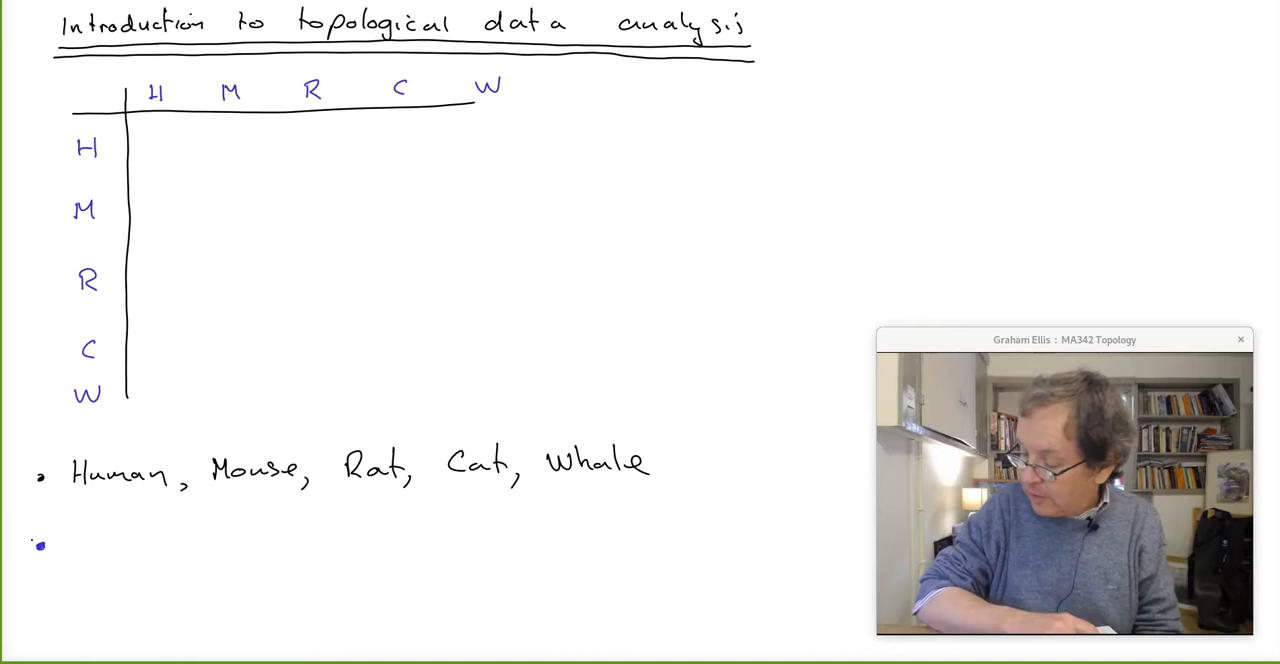 Introduction to topological data analysis
H M R C W
H
M
R
C
W
Human, Mouse, Rat, Cat, Whale
Graham Ellis : MA342 Topology ×